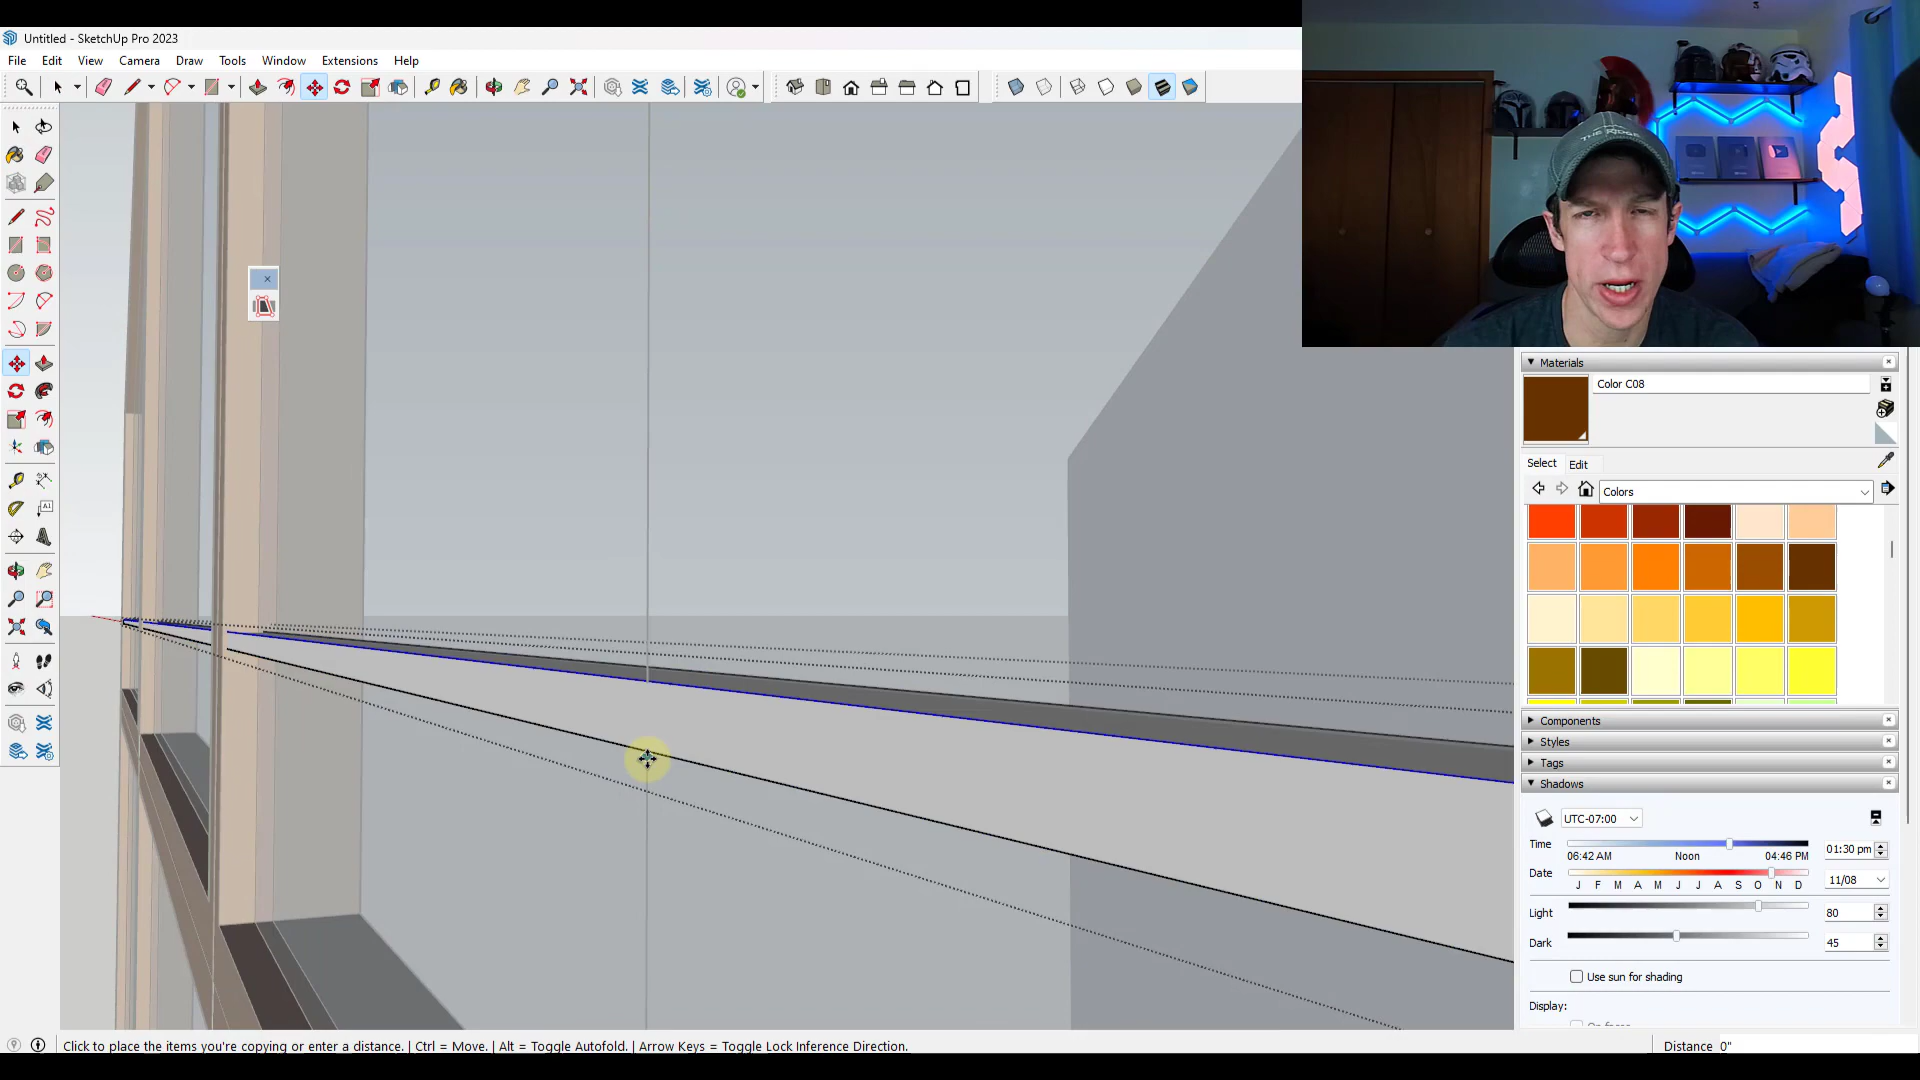 Untitled - SketchUp Pro 2023
File Edit View Camera Draw Tools Window Extensions Help
THE RIDGE
Materials
Color C08
Select Edit
Colors
Components
Styles
Tags
Shadows
UTC-07:00
Time
06:42 AM Noon 04:46 PM
01:30 pm
Date
J F M A M J J A S O N D
11/08
Light
80
Dark
45
Use sun for shading
Display:
Click to place the items you're copying or enter a distance. | Ctrl = Move. | Alt = Toggle Autofold. | Arrow Keys = Toggle Lock Inference Direction.
Distance 0"